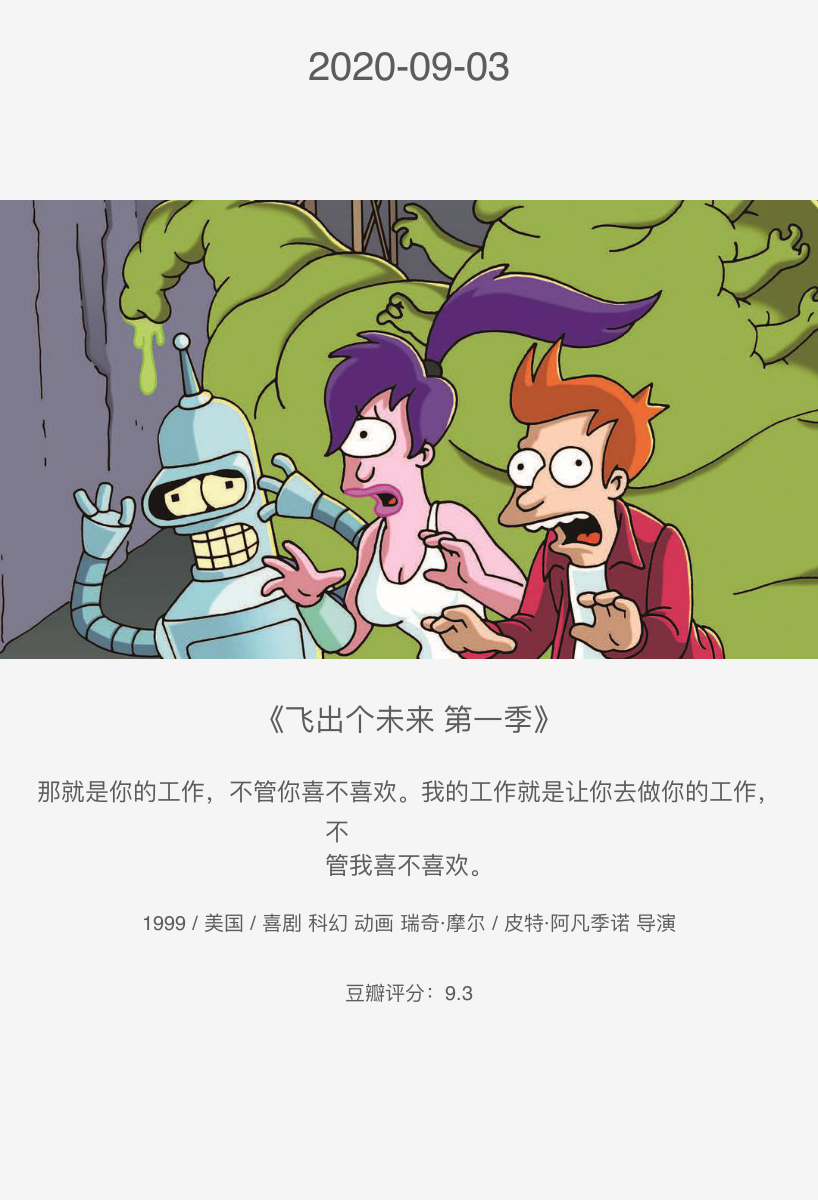 2020-09-03
《飞出个未来 第一季》
那就是你的工作，不管你喜不喜欢。我的工作就是让你去做你的工作，
不
管我喜不喜欢。
1999 / 美国 / 喜剧 科幻 动画 瑞奇·摩尔 / 皮特·阿凡季诺 导演
豆瓣评分：9.3